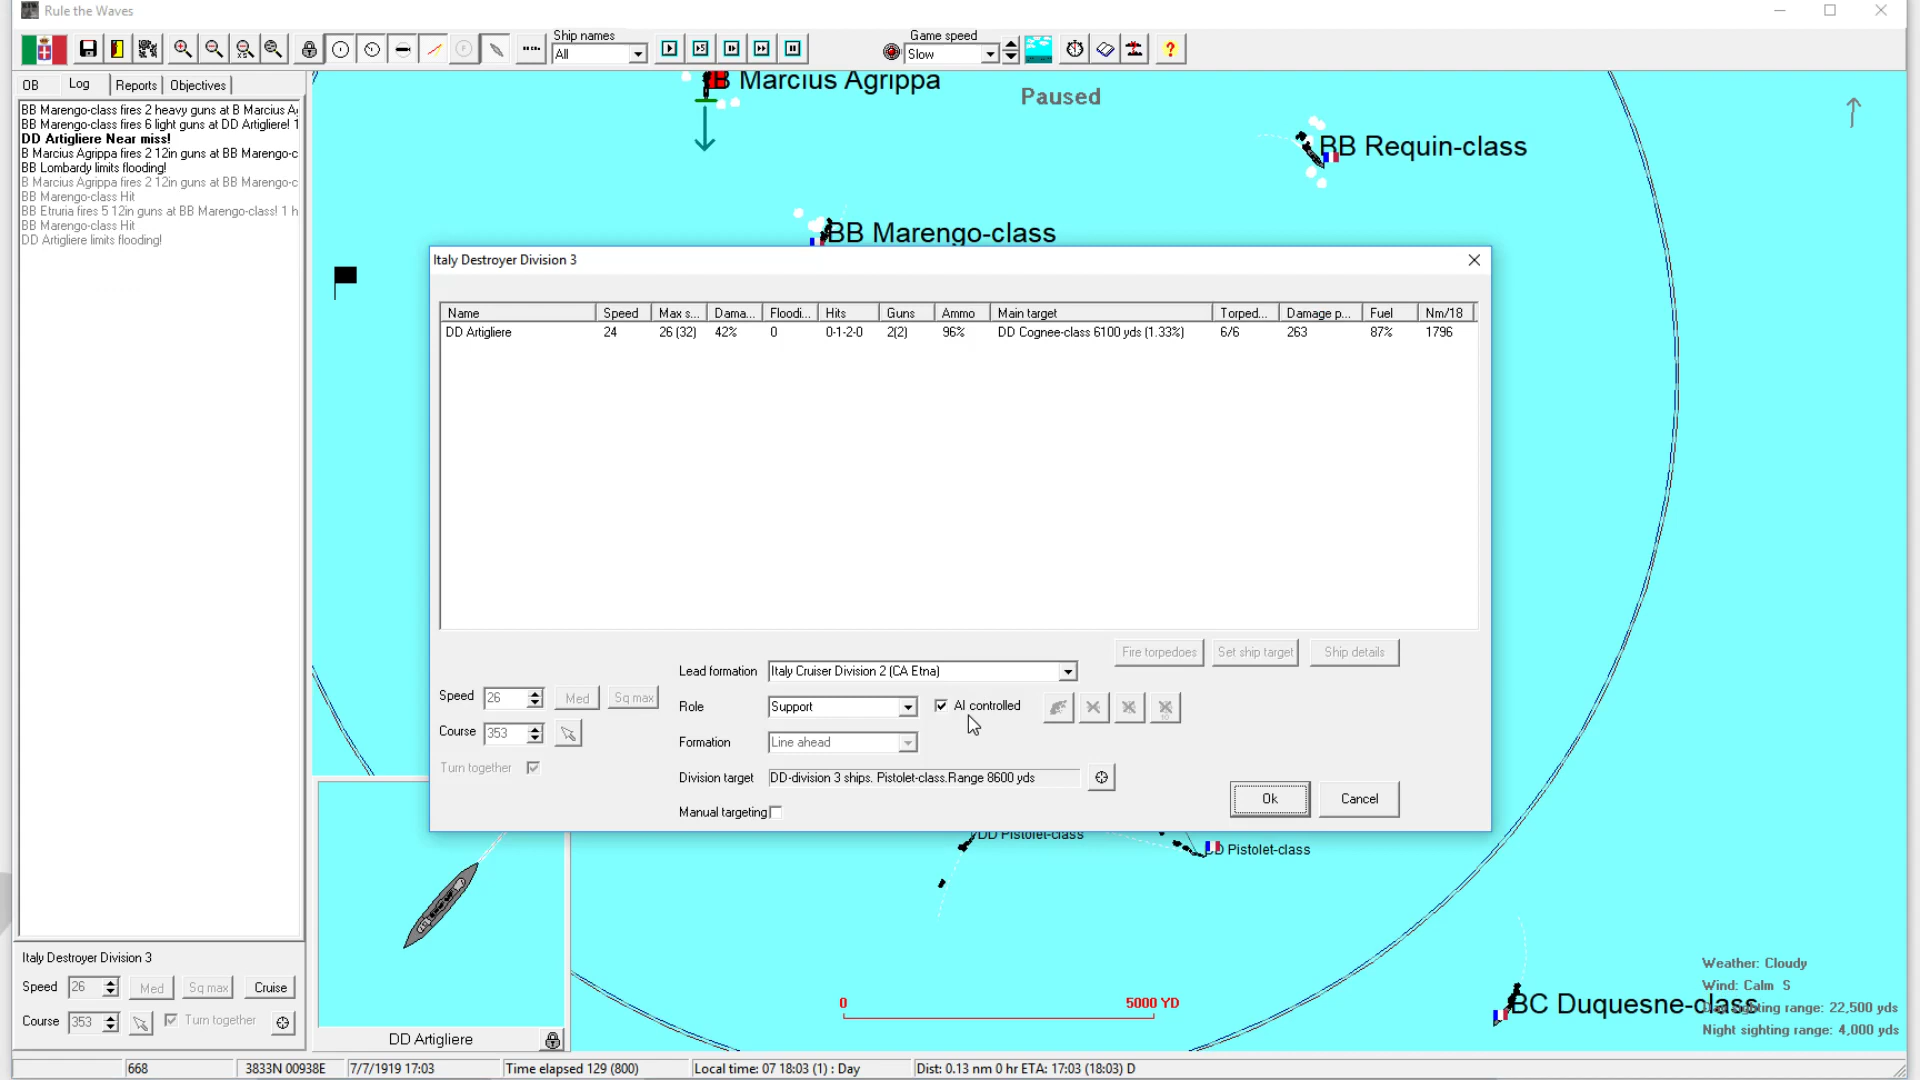 Rule the Waves
Ship names
All
Game speed
Slow
OB Log Reports Objectives
BB Marengo-class fires 2 heavy guns at B Marcius A
BB Marengo-class fires 6 light guns at DD Artigliere! 1
DD Artigliere Near miss!
B Marcius Agrippa fires 2 12in guns at BB Marengo-c
BB Lombardy limits flooding!
B Marcius Agrippa fires 2 12in guns at BB Marengo-c
BB Marengo-class Hit
BB Etruria fires 5 12in guns at BB Marengo-class! 1 h
BB Marengo-class Hit
DD Artigliere limits flooding!
B Marcius Agrippa
Paused
BB Requin-class
BB Marengo-class
Italy Destroyer Division 3
Name Speed Max s... Dama... Floodi... Hits Guns Ammo Main target Torped... Damage p... Fuel Nm/18
DD Artigliere 24 26 (32) 42% 0 0-1-2-0 2(2) 96% DD Cognee-class 6100 yds (1.33%) 6/6 263 87% 1796
Fire torpedoes Set ship target Ship details
Lead formation Italy Cruiser Division 2 (CA Etna)
Speed 26 Med Sq max
Role Support AI controlled
Course 353
Formation Line ahead
Turn together
Division target DD-division 3 ships. Pistolet-class.Range 8600 yds
Manual targeting
Ok Cancel
DD Pistolet-class
Pistolet-class
BC Duquesne-class
Weather: Cloudy
Wind: Calm S
Day sighting range: 22,500 yds
Night sighting range: 4,000 yds
0 5000 YD
Italy Destroyer Division 3
Speed 26 Med Sq max Cruise
Course 353 Turn together
DD Artigliere
668 3833N 00938E 7/7/1919 17:03 Time elapsed 129 (800) Local time: 07 18:03 (1) : Day Dist: 0.13 nm 0 hr ETA: 17:03 (18:03) D